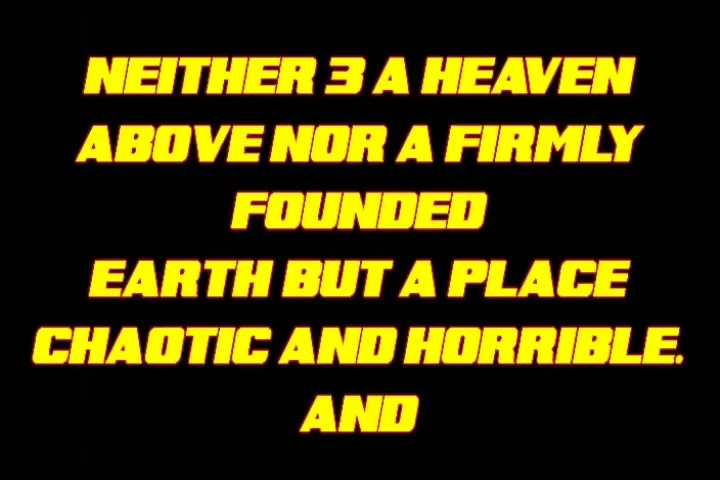 NEITHER 3 A HEAVEN
ABOVE NOR A FIRMLY
FOUNDED
EARTH BUT A PLACE
CHAOTIC AND HORRIBLE.
AND